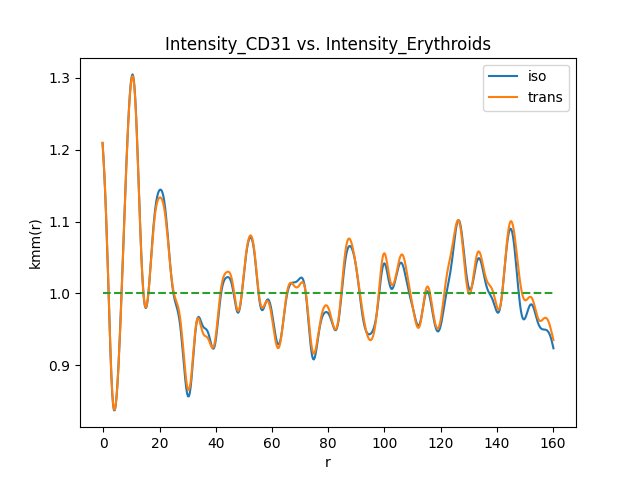 Intensity_CD31 vs. Intensity_Erythroids
iso
trans
kmm(r)
1.3
1.2
1.1
1.0
0.9
0 20 40 60 80 100 120 140 160
r